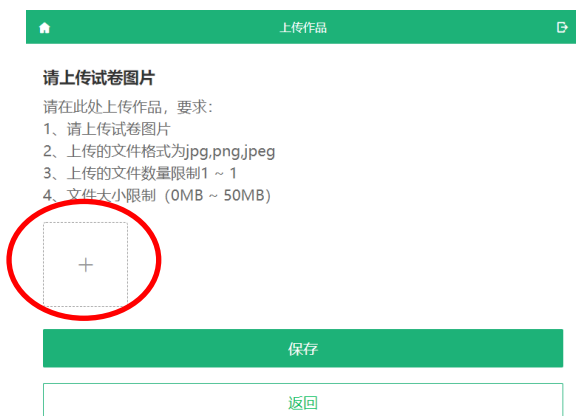 上传作品
请上传试卷图片
请在此处上传作品，要求：
1、请上传试卷图片
2、上传的文件格式为jpg,png,jpeg
3、上传的文件数量限制1 ~ 1
4、文件大小限制（0MB ~ 50MB）
+
保存
返回